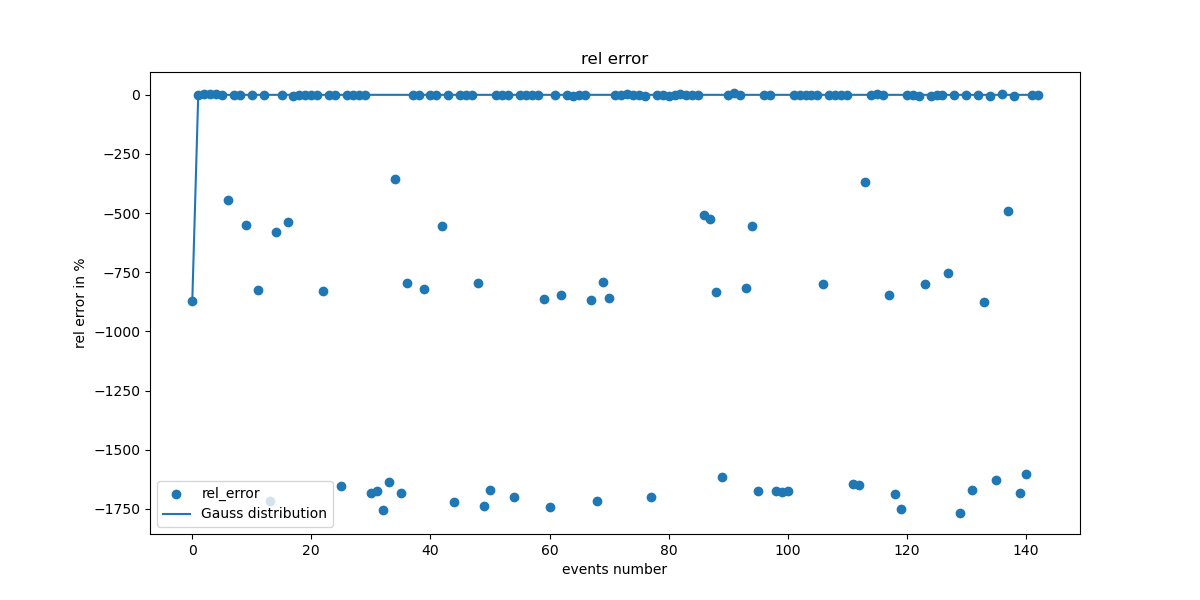 rel error
rel error in %
0
−250
−500
−750
−1000
−1250
−1500
−1750
rel_error
Gauss distribution
0 20 40 60 80 100 120 140
events number